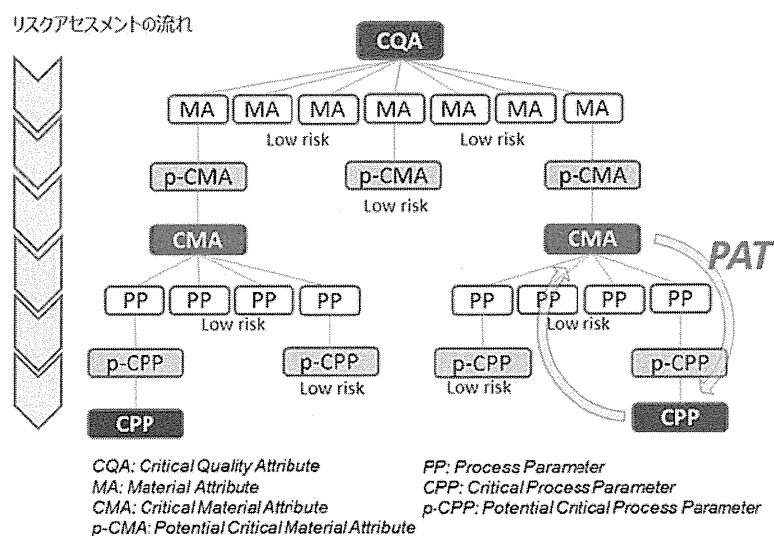 リスクアセスメントの流れ
CQA
MA MA MA MA MA MA MA
Low risk Low risk
p-CMA p-CMA p-CMA
Low risk
CMA CMA
PAT
PP PP PP PP PP PP PP PP
Low risk Low risk
p-CPP p-CPP p-CPP p-CPP
Low risk Low risk
CPP CPP
CQA: Critical Quality Attribute
MA: Material Attribute
CMA: Critical Material Attribute
p-CMA: Potential Critical Material Attribute
PP: Process Parameter
CPP: Critical Process Parameter
p-CPP: Potential Critical Process Parameter